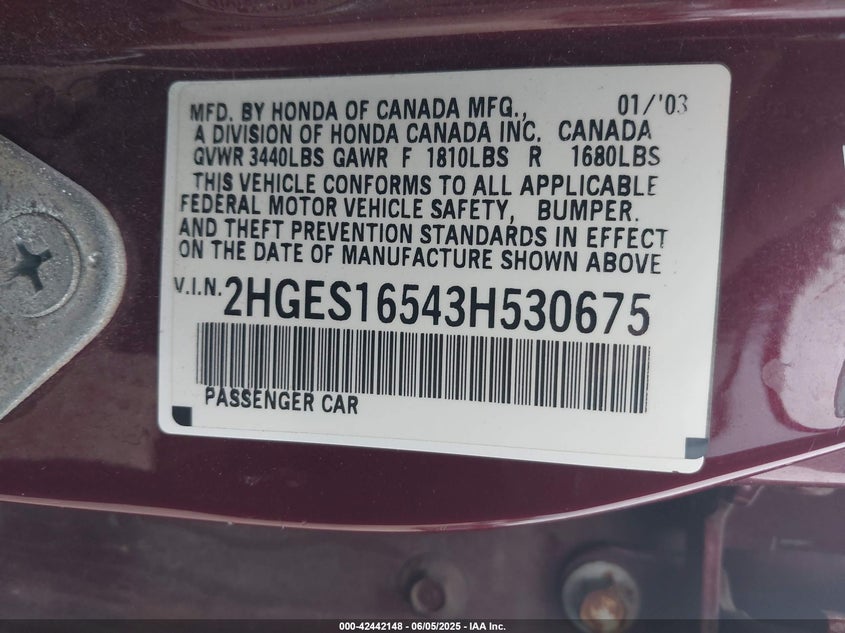 MFD. BY HONDA OF CANADA MFG., 01/'03
A DIVISION OF HONDA CANADA INC. CANADA
GVWR 3440LBS GAWR F 1810LBS R 1680LBS
THIS VEHICLE CONFORMS TO ALL APPLICABLE
FEDERAL MOTOR VEHICLE SAFETY, BUMPER.
AND THEFT PREVENTION STANDARDS IN EFFECT
ON THE DATE OF MANUFACTURE SHOWN ABOVE
V.I.N. 2HGES16543H530675
PASSENGER CAR
000-42442148 - 06/05/2025 - IAA Inc.